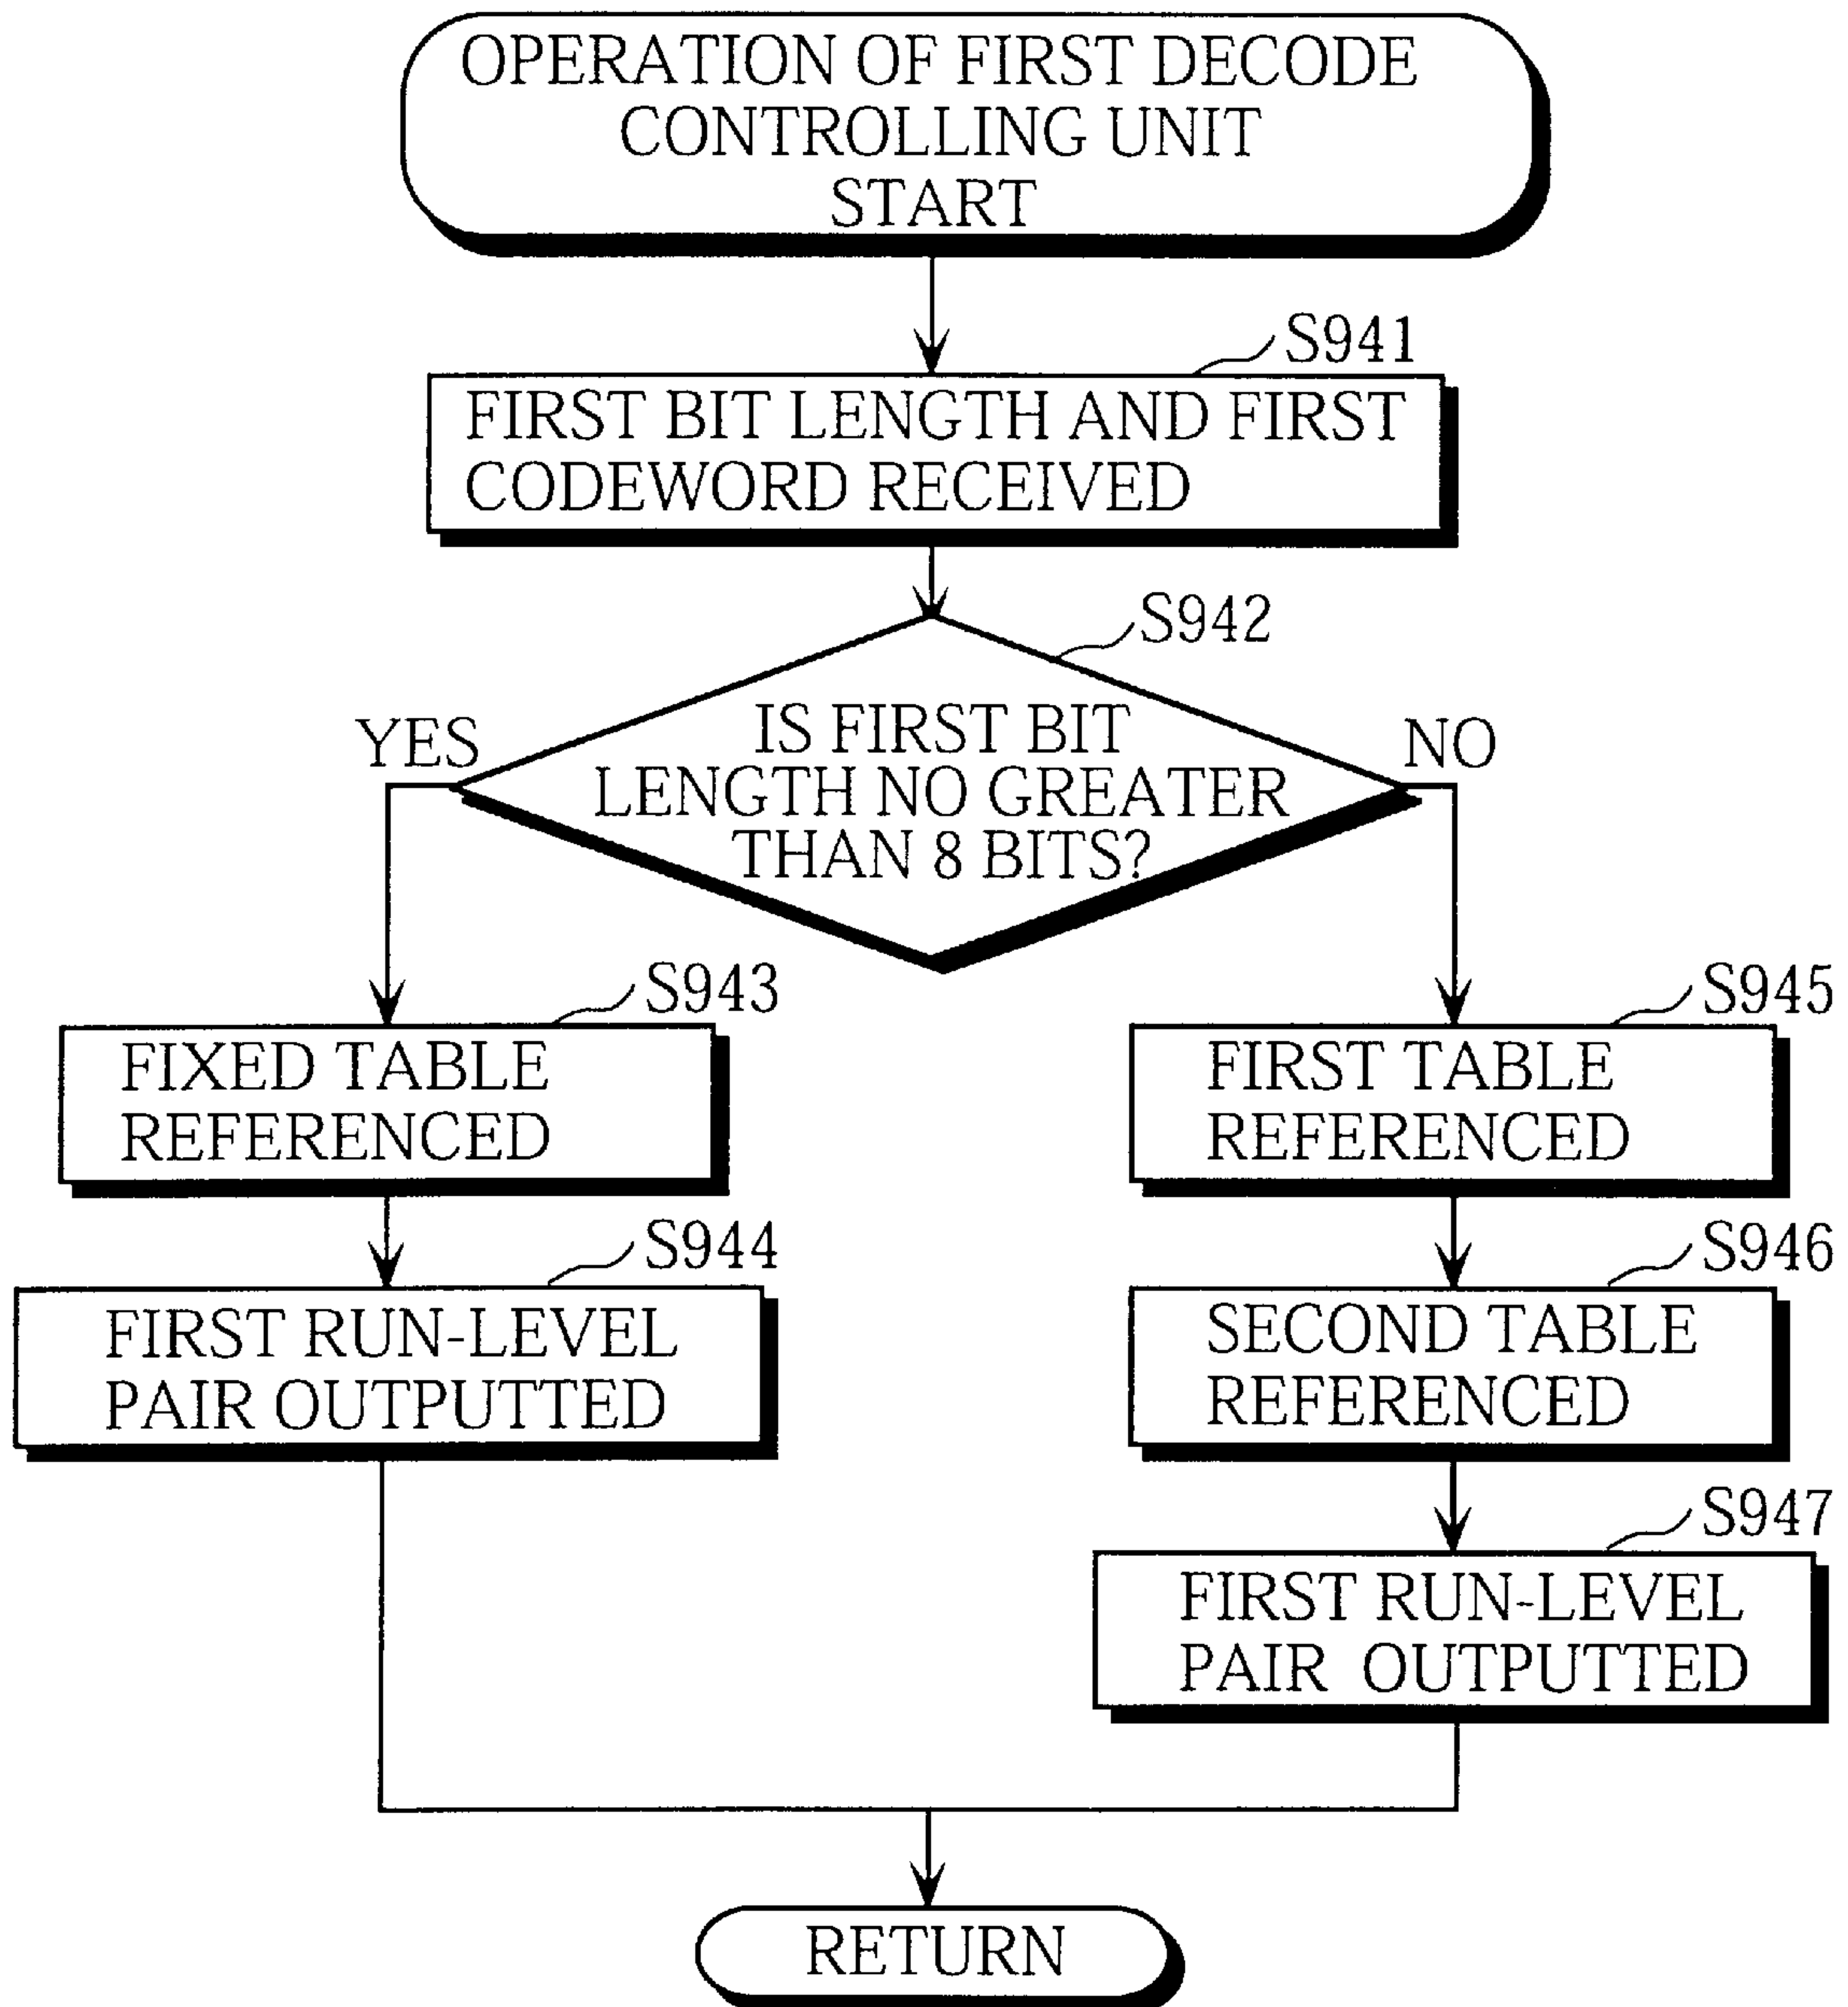 OPERATION OF FIRST DECODE
CONTROLLING UNIT
START
S941
FIRST BIT LENGTH AND FIRST
CODEWORD RECEIVED
S942
YES
NO
IS FIRST BIT
LENGTH NO GREATER
THAN 8 BITS?
S943
FIXED TABLE
REFERENCED
S944
FIRST RUN-LEVEL
PAIR OUTPUTTED
S945
FIRST TABLE
REFERENCED
S946
SECOND TABLE
REFERENCED
S947
FIRST RUN-LEVEL
PAIR OUTPUTTED
RETURN